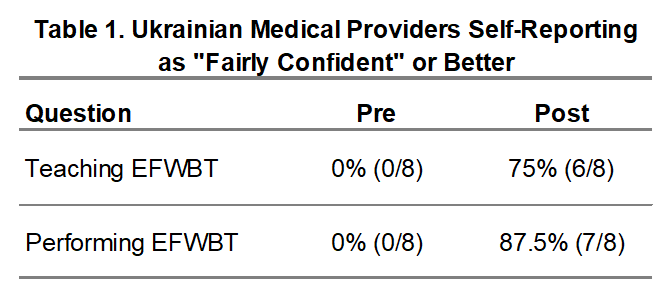 Table 1. Ukrainian Medical Providers Self-Reporting
as "Fairly Confident" or Better
Question Pre Post
Teaching EFWBT 0% (0/8) 75% (6/8)
Performing EFWBT 0% (0/8) 87.5% (7/8)